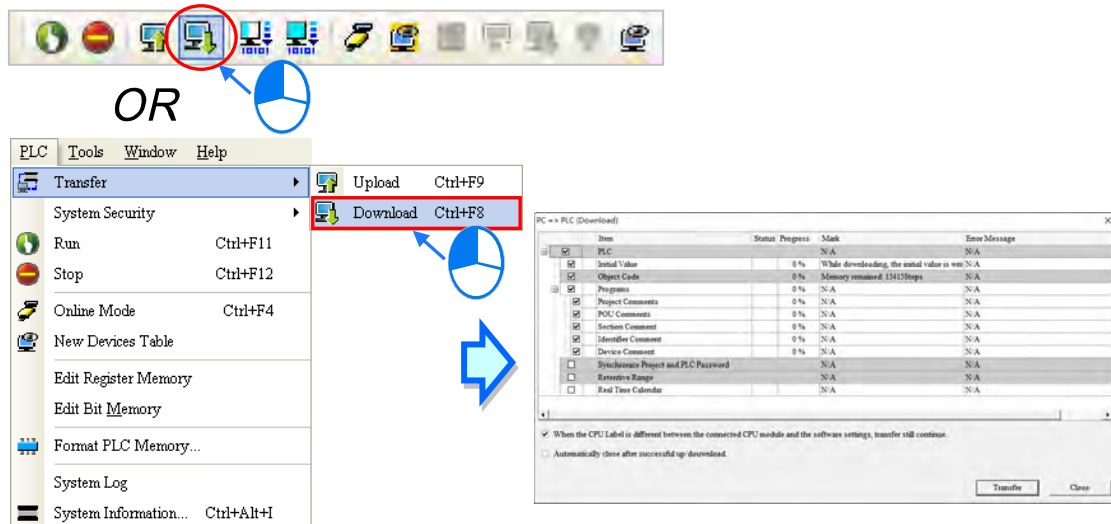 OR
PLC Tools Window Help
Transfer
System Security
Run Ctrl+F11
Stop Ctrl+F12
Online Mode Ctrl+F4
New Devices Table
Edit Register Memory
Edit Bit Memory
Format PLC Memory...
System Log
System Information... Ctrl+Alt+I
Upload Ctrl+F9
Download Ctrl+F8
PC => PLC (Download)
Item Status Progress Mark Error Message
PLC N/A N/A
Initial Value 0 % While downloading, the initial value is N/A
Object Code 0 % Memory remained: 15415Steps N/A
Programs 0 % N/A N/A
Project Comments 0 % N/A N/A
POU Comments 0 % N/A N/A
Section Comment 0 % N/A N/A
Identifier Comment 0 % N/A N/A
Device Comment 0 % N/A N/A
Synchronize Project and PLC Password N/A N/A
Retentive Range N/A N/A
Real Time Calendar N/A N/A
When the CPU Label is different between the connected CPU module and the software settings, transfer still continue.
Automatically close after successful up/download.
Transfer Close